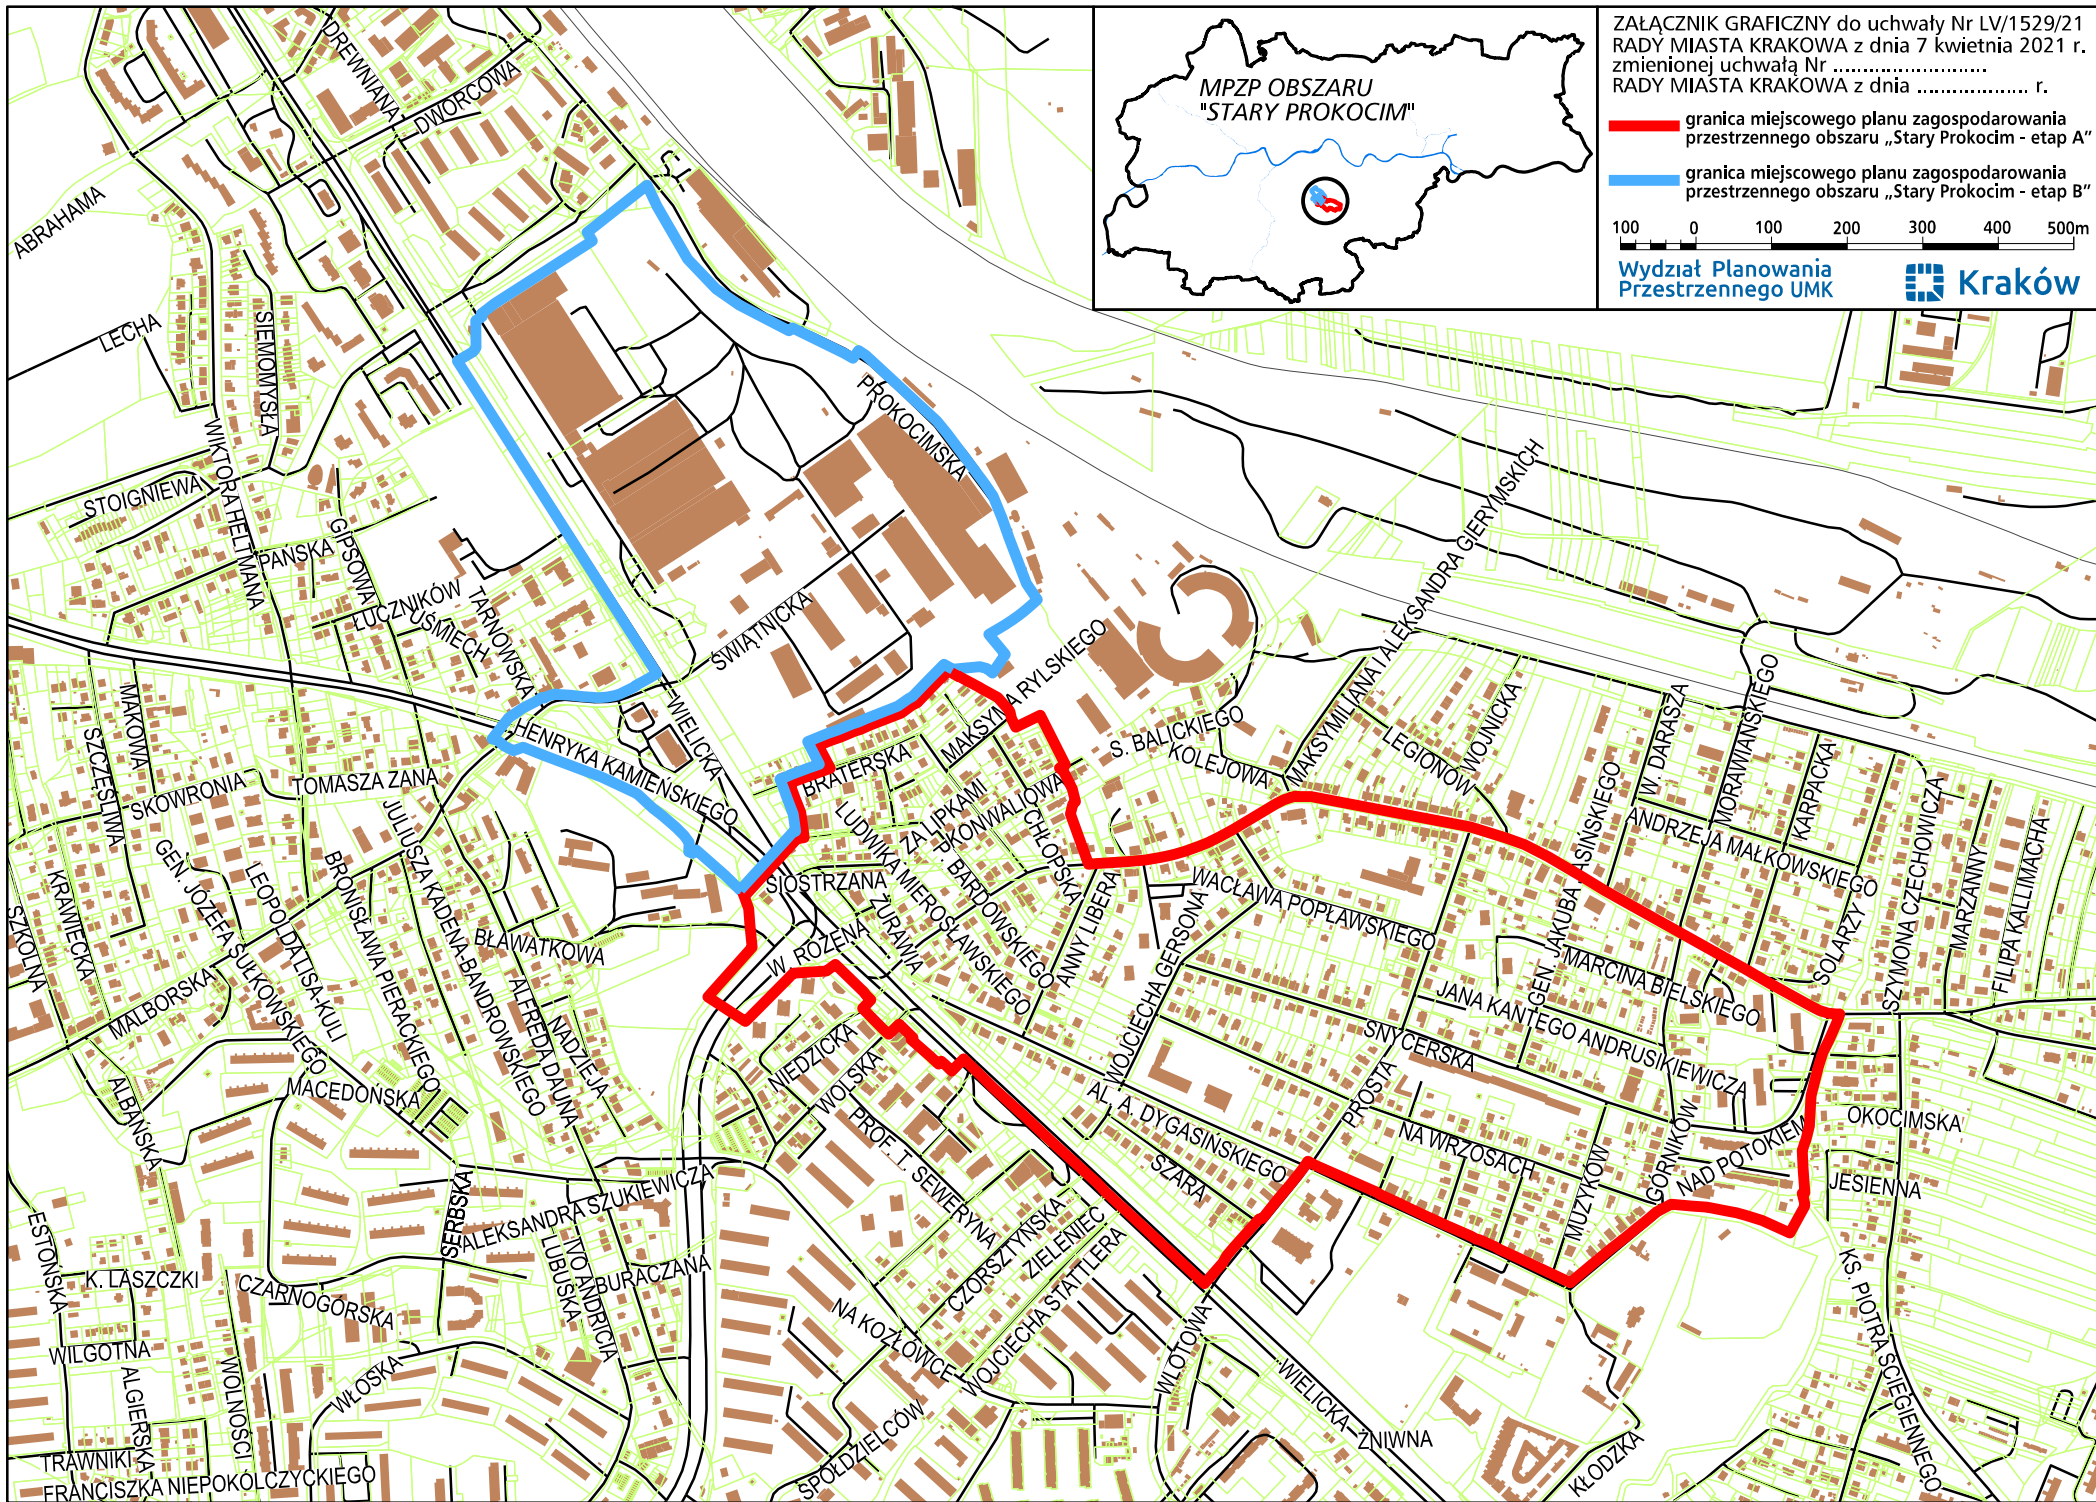 ZAŁĄCZNIK GRAFICZNY do uchwały Nr LV/1529/21
RADY MIASTA KRAKOWA z dnia 7 kwietnia 2021 r.
zmienionej uchwałą Nr ..........................
RADY MIASTA KRAKOWA z dnia ................... r.
granica miejscowego planu zagospodarowania
przestrzennego obszaru „Stary Prokocim - etap A"
granica miejscowego planu zagospodarowania
przestrzennego obszaru „Stary Prokocim - etap B"
100 0 100 200 300 400 500m
Wydział Planowania
Przestrzennego UMK
Kraków
MPZP OBSZARU
"STARY PROKOCIM"
DREWNIANA
DWORCOWA
ABRAHAMA
LECHA
SIEMOMYSŁA
WIKTORA HELTMANA
STOIGNIEWA
PAŃSKA
GIPSOWA
ŁUCZNIKÓW
UŚMIECH
TARNOWSKA
PROKOCIMSKA
ŚWIĄTNICKA
WIELICKA
HENRYKA KAMIEŃSKIEGO
MAKOWA
SZCZĘŚLIWA
SKOWRONIA
TOMASZA ZANA
KRAWIECKA
SZKOLNA
GEN. JÓZEFA SUŁKOWSKIEGO
LEOPOLDA LISA-KULI
BRONISŁAWA PIERACKIEGO
JULIUSZA KADENA-BANDROWSKIEGO
ALFREDA DAUNA
NADZIEJA
BŁAWATKOWA
MALBORSKA
ALBAŃSKA
MACEDOŃSKA
SERBSKA
ALEKSANDRA SZUKIEWICZA
ESTOŃSKA
K. LASZCZKI
CZARNOGÓRSKA
LUBUSKA
IVO ANDRICIA
BURACZANA
WILGOTNA
ALGIERSKA
WOLNOŚCI
WŁOSKA
TRAWNIKI
FRANCISZKA NIEPOKÓLCZYCKIEGO
BRATERSKA
MAKSYMA RYLSKIEGO
LUDWIKA MIEROSŁAWSKIEGO
ZA LIPKAMI
KONWALIOWA
P. BARDOWSKIEGO
CHŁOPSKA
SIOSTRZANA
ŻURAWIA
W. ROŻENA
ANNY LIBERA
WOJCIECHA GERSONA
WACŁAWA POPŁAWSKIEGO
S. BALICKIEGO
KOLEJOWA
MAKSYMILIANA I ALEKSANDRA GIERYMSKICH
LEGIONÓW
WOJNICKA
GEN. JAKUBA JASIŃSKIEGO
W. DARASZA
MORAWIAŃSKIEGO
KARPACKA
ANDRZEJA MAŁKOWSKIEGO
SOLARZY
SZYMONA CZECHOWICZA
MARZANNY
FILIPA KALIMACHA
MARCINA BIELSKIEGO
JANA KANTEGO ANDRUSIKIEWICZA
SNYCERSKA
PROSTA
NA WRZOSACH
MUZYKÓW
GÓRNIKÓW
NAD POTOKIEM
OKOCIMSKA
JESIENNA
KS. PIOTRA ŚCIEGIENNEGO
AL. A. DYGASIŃSKIEGO
SZARA
NIEDZICKA
WOLSKA
PROF. T. SEWERYNA
CZORSZTYŃSKA
ZIELENIEC
WOJCIECHA STATTLERA
NA KOZŁÓWCE
SPÓŁDZIELCÓW
WLOTOWA
WIELICKA
ŻNIWNA
KŁODZKA